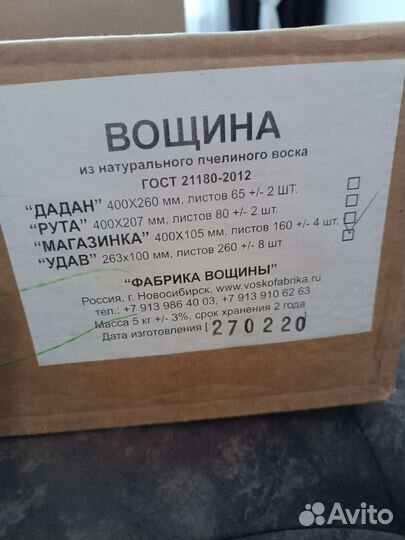 ВОЩИНА
из натурального пчелиного воска
ГОСТ 21180-2012
“ДАДАН” 400Х260 мм, листов 65 +/- 2 ШТ.
“РУТА” 400Х207 мм, листов 80 +/- 2 шт.
“МАГАЗИНКА” 400Х105 мм, листов 160 +/- 4 шт.
“УДАВ” 263х100 мм, листов 260 +/- 8 шт
“ФАБРИКА ВОЩИНЫ”
Россия, г. Новосибирск, www.voskofabrika.ru
тел.: +7 913 986 40 03, +7 913 910 62 63
Масса 5 кг +/- 3%, срок хранения 2 года
Дата изготовления [ 270220
Avito